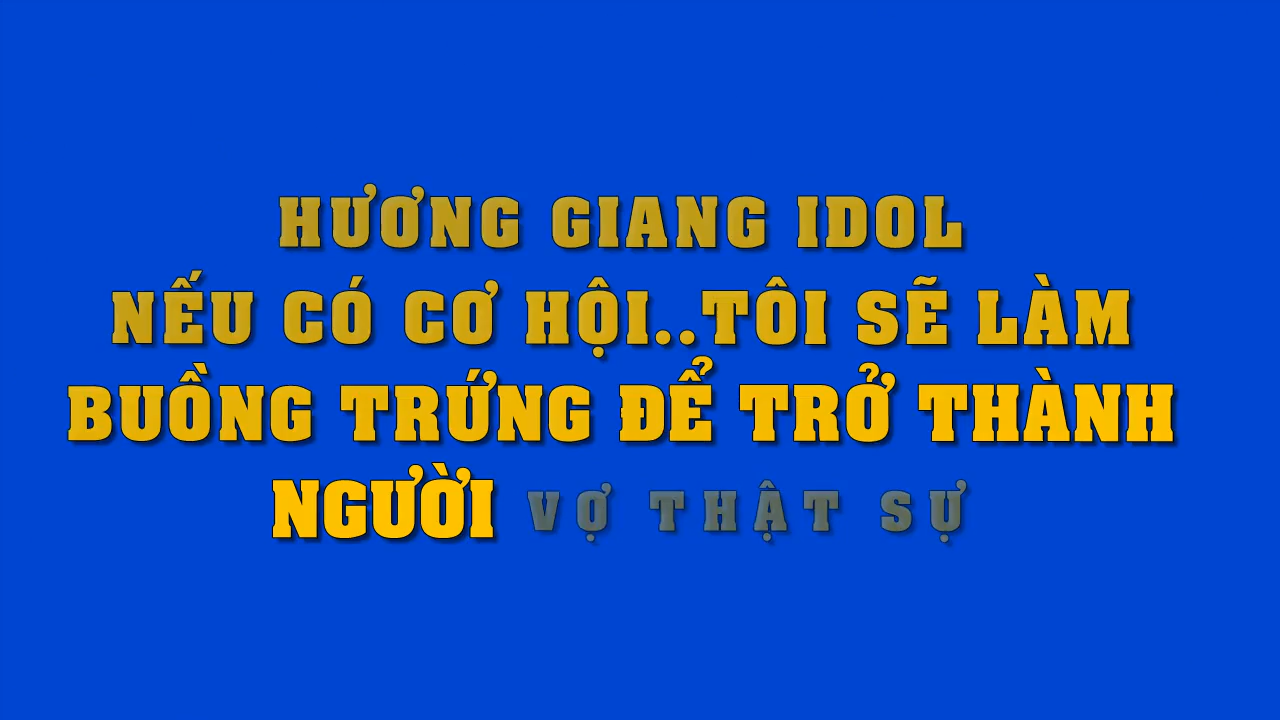 HƯƠNG GIANG IDOL
NẾU CÓ CƠ HỘI..TÔI SẼ LÀM
BUỒNG TRỨNG ĐỂ TRỞ THÀNH
NGƯỜI VỢ THẬT SỰ